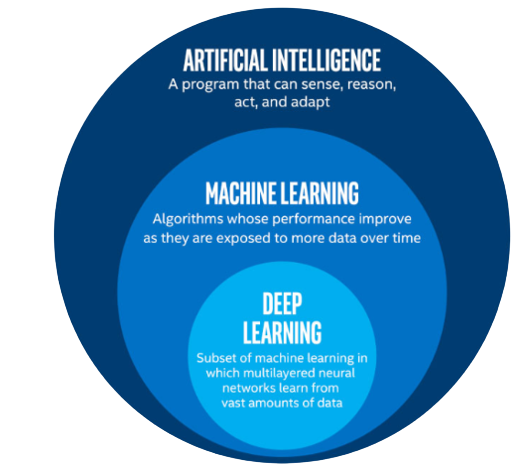 ARTIFICIAL INTELLIGENCE
A program that can sense, reason,
act, and adapt
MACHINE LEARNING
Algorithms whose performance improve
as they are exposed to more data over time
DEEP
LEARNING
Subset of machine learning in
which multilayered neural
networks learn from
vast amounts of data